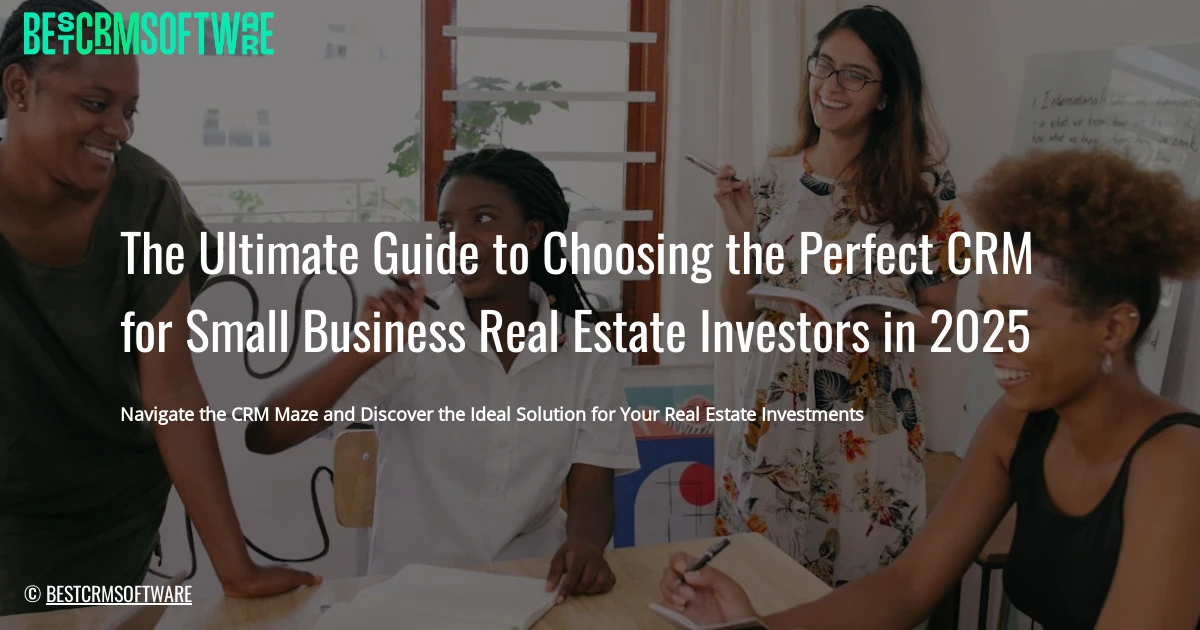 BESTCRMSOFTWARE
The Ultimate Guide to Choosing the Perfect CRM
for Small Business Real Estate Investors in 2025
Navigate the CRM Maze and Discover the Ideal Solution for Your Real Estate Investments
© BESTCRMSOFTWARE